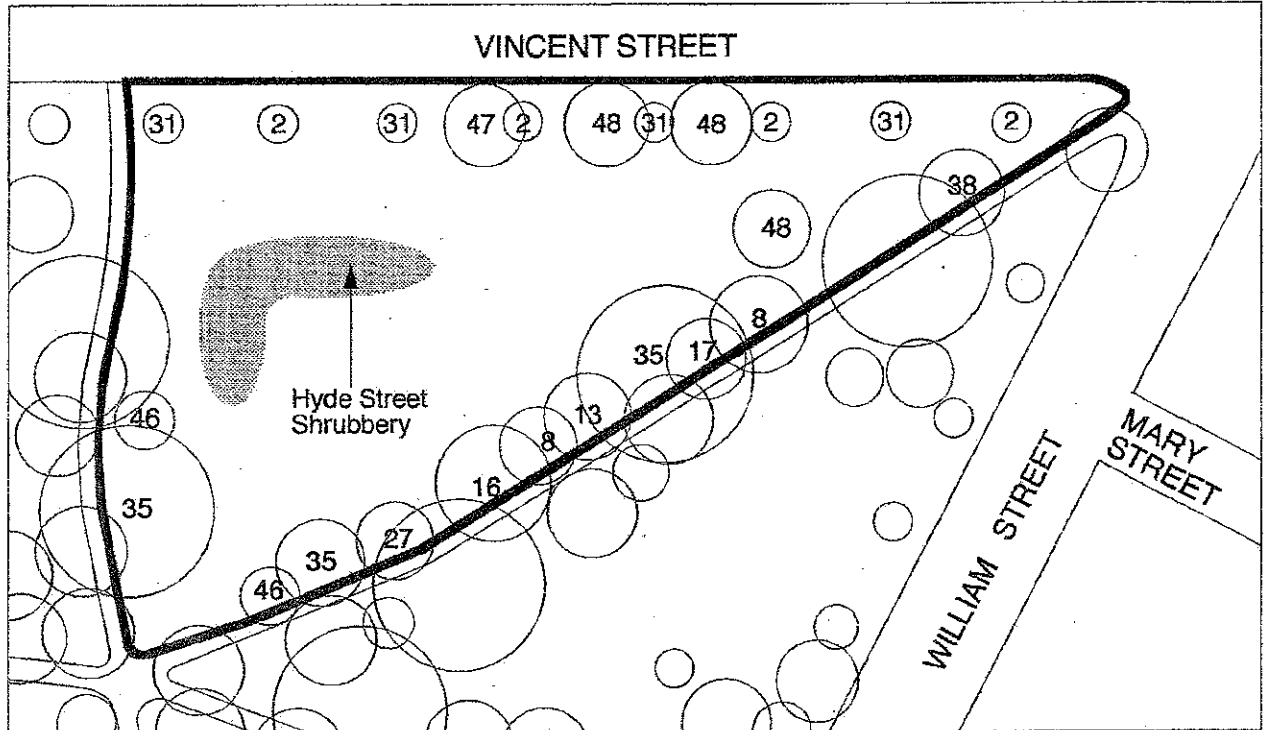 VINCENT STREET
31 2 31 47 2 48 31 48 2 31 2
38
48
8
17
35
Hyde Street
Shrubbery
46
13
8
16
35
27
35
46
MARY
STREET
WILLIAM STREET